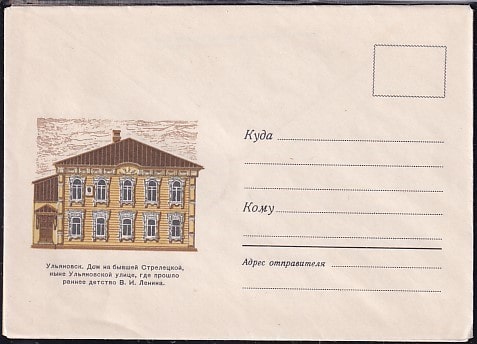 Куда
Кому
Адрес отправителя
Ульяновск. Дом на бывшей Стрелецкой,
ныне Ульяновской улице, где прошло
раннее детство В. И. Ленина.